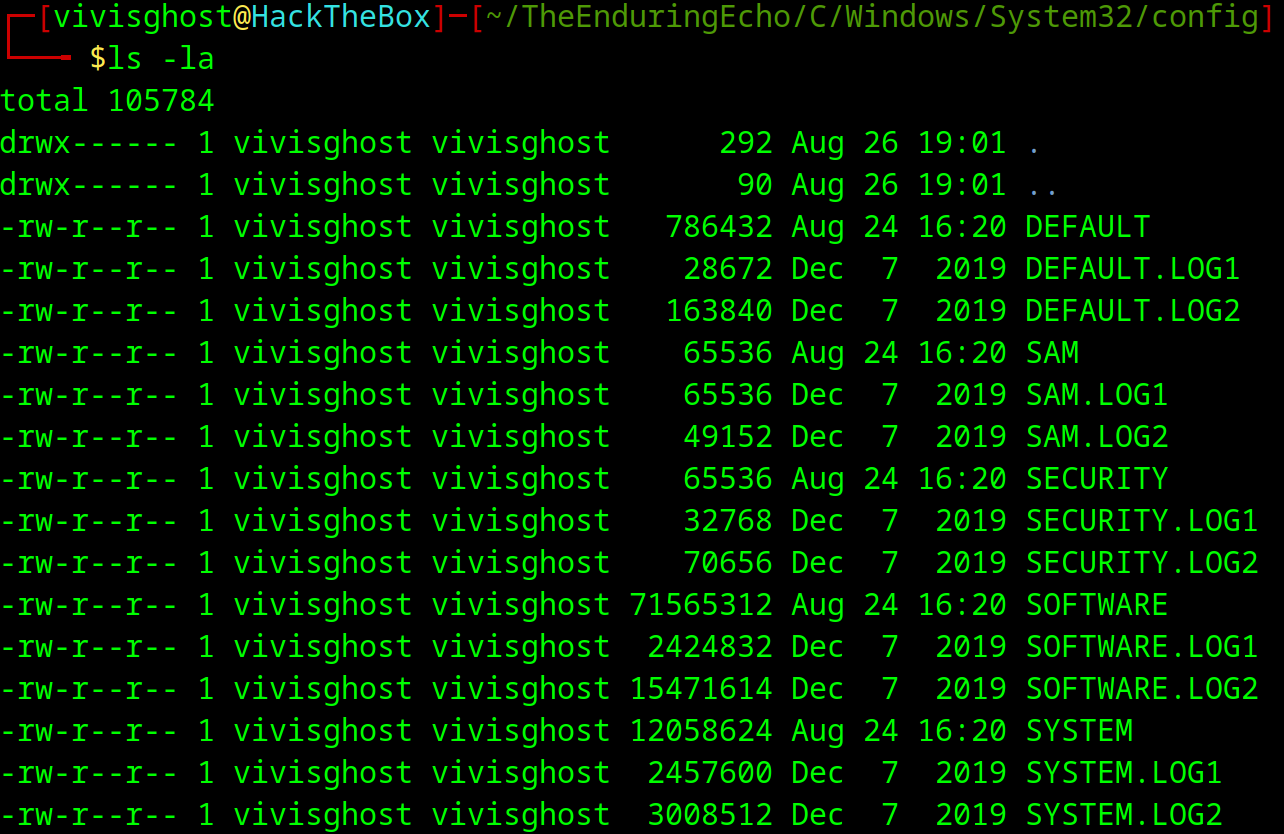 [vivisghost@HackTheBox]─[~/TheEnduringEcho/C/Windows/System32/config]
$ls -la
total 105784
drwx------ 1 vivisghost vivisghost      292 Aug 26 19:01 .
drwx------ 1 vivisghost vivisghost       90 Aug 26 19:01 ..
-rw-r--r-- 1 vivisghost vivisghost   786432 Aug 24 16:20 DEFAULT
-rw-r--r-- 1 vivisghost vivisghost    28672 Dec  7  2019 DEFAULT.LOG1
-rw-r--r-- 1 vivisghost vivisghost   163840 Dec  7  2019 DEFAULT.LOG2
-rw-r--r-- 1 vivisghost vivisghost    65536 Aug 24 16:20 SAM
-rw-r--r-- 1 vivisghost vivisghost    65536 Dec  7  2019 SAM.LOG1
-rw-r--r-- 1 vivisghost vivisghost    49152 Dec  7  2019 SAM.LOG2
-rw-r--r-- 1 vivisghost vivisghost    65536 Aug 24 16:20 SECURITY
-rw-r--r-- 1 vivisghost vivisghost    32768 Dec  7  2019 SECURITY.LOG1
-rw-r--r-- 1 vivisghost vivisghost    70656 Dec  7  2019 SECURITY.LOG2
-rw-r--r-- 1 vivisghost vivisghost 71565312 Aug 24 16:20 SOFTWARE
-rw-r--r-- 1 vivisghost vivisghost  2424832 Dec  7  2019 SOFTWARE.LOG1
-rw-r--r-- 1 vivisghost vivisghost 15471614 Dec  7  2019 SOFTWARE.LOG2
-rw-r--r-- 1 vivisghost vivisghost 12058624 Aug 24 16:20 SYSTEM
-rw-r--r-- 1 vivisghost vivisghost  2457600 Dec  7  2019 SYSTEM.LOG1
-rw-r--r-- 1 vivisghost vivisghost  3008512 Dec  7  2019 SYSTEM.LOG2